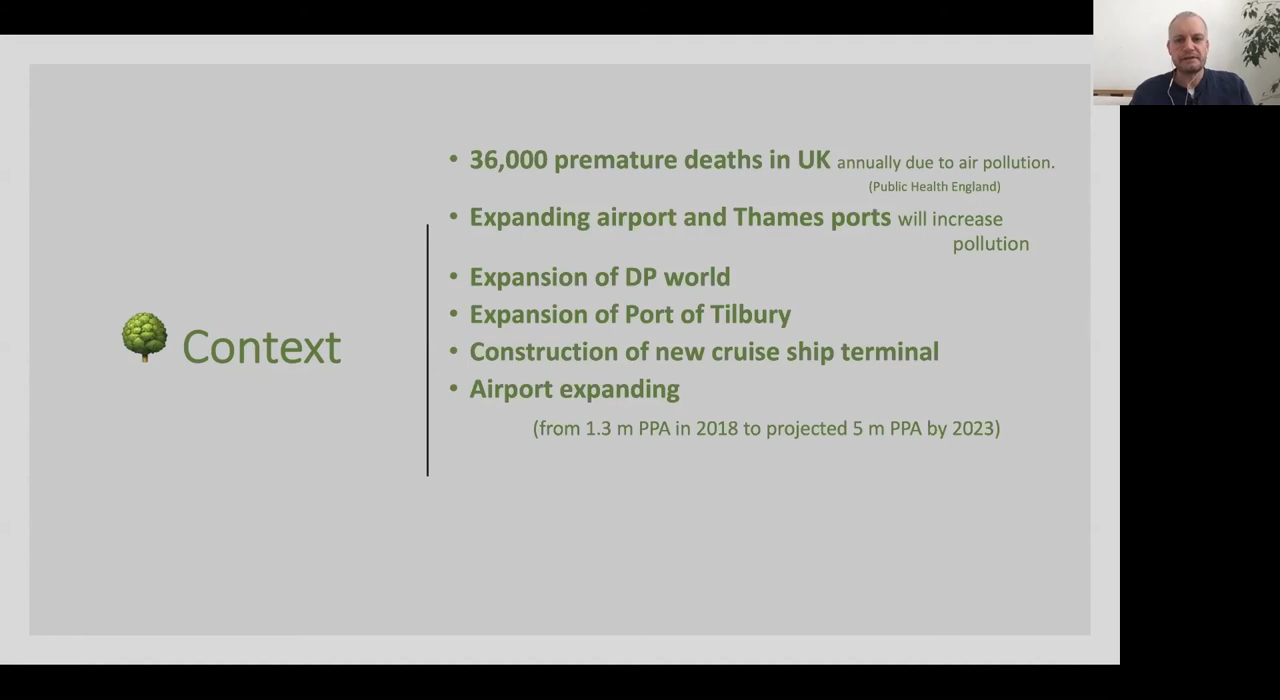 Context
• 36,000 premature deaths in UK annually due to air pollution.
(Public Health England)
• Expanding airport and Thames ports will increase
pollution
• Expansion of DP world
• Expansion of Port of Tilbury
• Construction of new cruise ship terminal
• Airport expanding
(from 1.3 m PPA in 2018 to projected 5 m PPA by 2023)